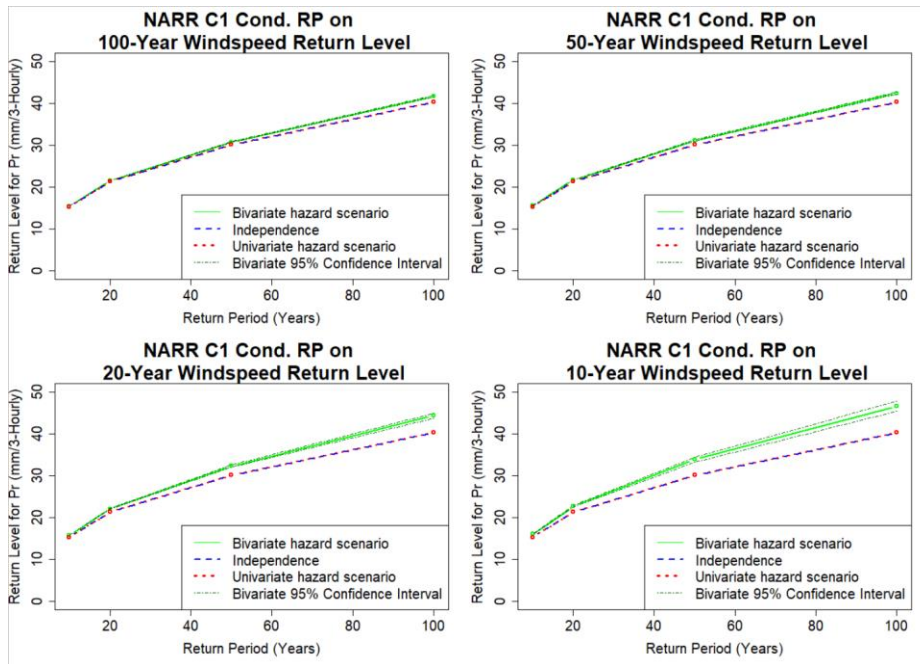 NARR C1 Cond. RP on
100-Year Windspeed Return Level
Return Level for Pr (mm/3-Hourly)
50
40
30
20
10
0
Bivariate hazard scenario
Independence
Univariate hazard scenario
Bivariate 95% Confidence Interval
20 40 60 80 100
Return Period (Years)
NARR C1 Cond. RP on
50-Year Windspeed Return Level
Return Level for Pr (mm/3-Hourly)
50
40
30
20
10
0
Bivariate hazard scenario
Independence
Univariate hazard scenario
Bivariate 95% Confidence Interval
20 40 60 80 100
Return Period (Years)
NARR C1 Cond. RP on
20-Year Windspeed Return Level
Return Level for Pr (mm/3-hour)
50
40
30
20
10
0
Bivariate hazard scenario
Independence
Univariate hazard scenario
Bivariate 95% Confidence Interval
20 40 60 80 100
Return Period (Years)
NARR C1 Cond. RP on
10-Year Windspeed Return Level
Return Level for Pr (mm/3-Hourly)
50
40
30
20
10
0
Bivariate hazard scenario
Independence
Univariate hazard scenario
Bivariate 95% Confidence Interval
20 40 60 80 100
Return Period (Years)